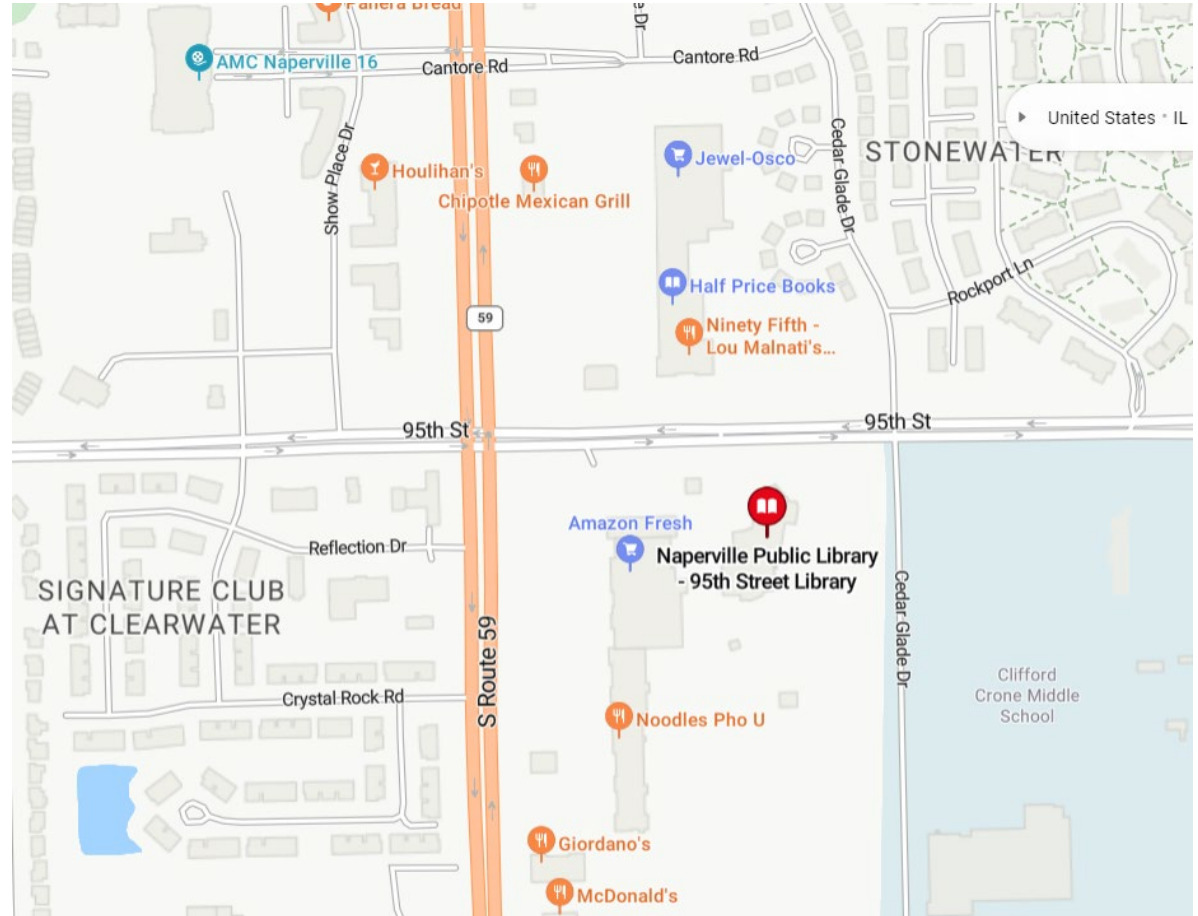 Panera Bread
AMC Naperville 16
Cantore Rd
Cantore Rd
United States • IL
Show Place Dr
Houlihan's
Chipotle Mexican Grill
Jewel-Osco
Cedar Glade Dr
STONEWATER
Half Price Books
Rockport Ln
59
Ninety Fifth -
Lou Malnati's...
95th St
95th St
Reflection Dr
Amazon Fresh
Naperville Public Library
- 95th Street Library
SIGNATURE CLUB
AT CLEARWATER
Cedar Glade Dr
S Route 59
Crystal Rock Rd
Clifford
Crone Middle
School
Noodles Pho U
Giordano's
McDonald's